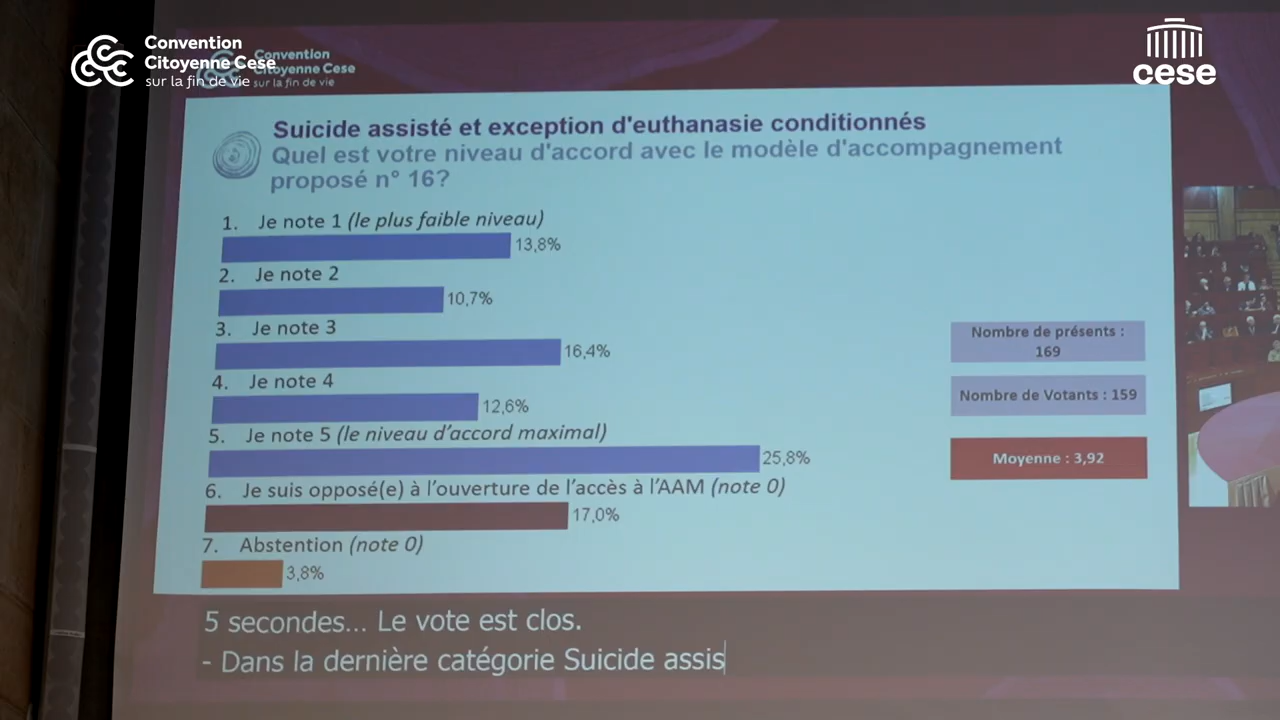 Convention
Citoyenne Cese
sur la fin de vie
Convention
Citoyenne Cese
sur la fin de vie
cese
Suicide assisté et exception d'euthanasie conditionnés
Quel est votre niveau d'accord avec le modèle d'accompagnement
proposé n° 16?
1. Je note 1 (le plus faible niveau)
13,8%
2. Je note 2
10,7%
3. Je note 3
16,4%
4. Je note 4
12,6%
5. Je note 5 (le niveau d'accord maximal)
25,8%
6. Je suis opposé(e) à l'ouverture de l'accès à l'AAM (note 0)
17,0%
7. Abstention (note 0)
3,8%
Nombre de présents :
169
Nombre de Votants : 159
Moyenne : 3,92
5 secondes... Le vote est clos.
- Dans la dernière catégorie Suicide assis